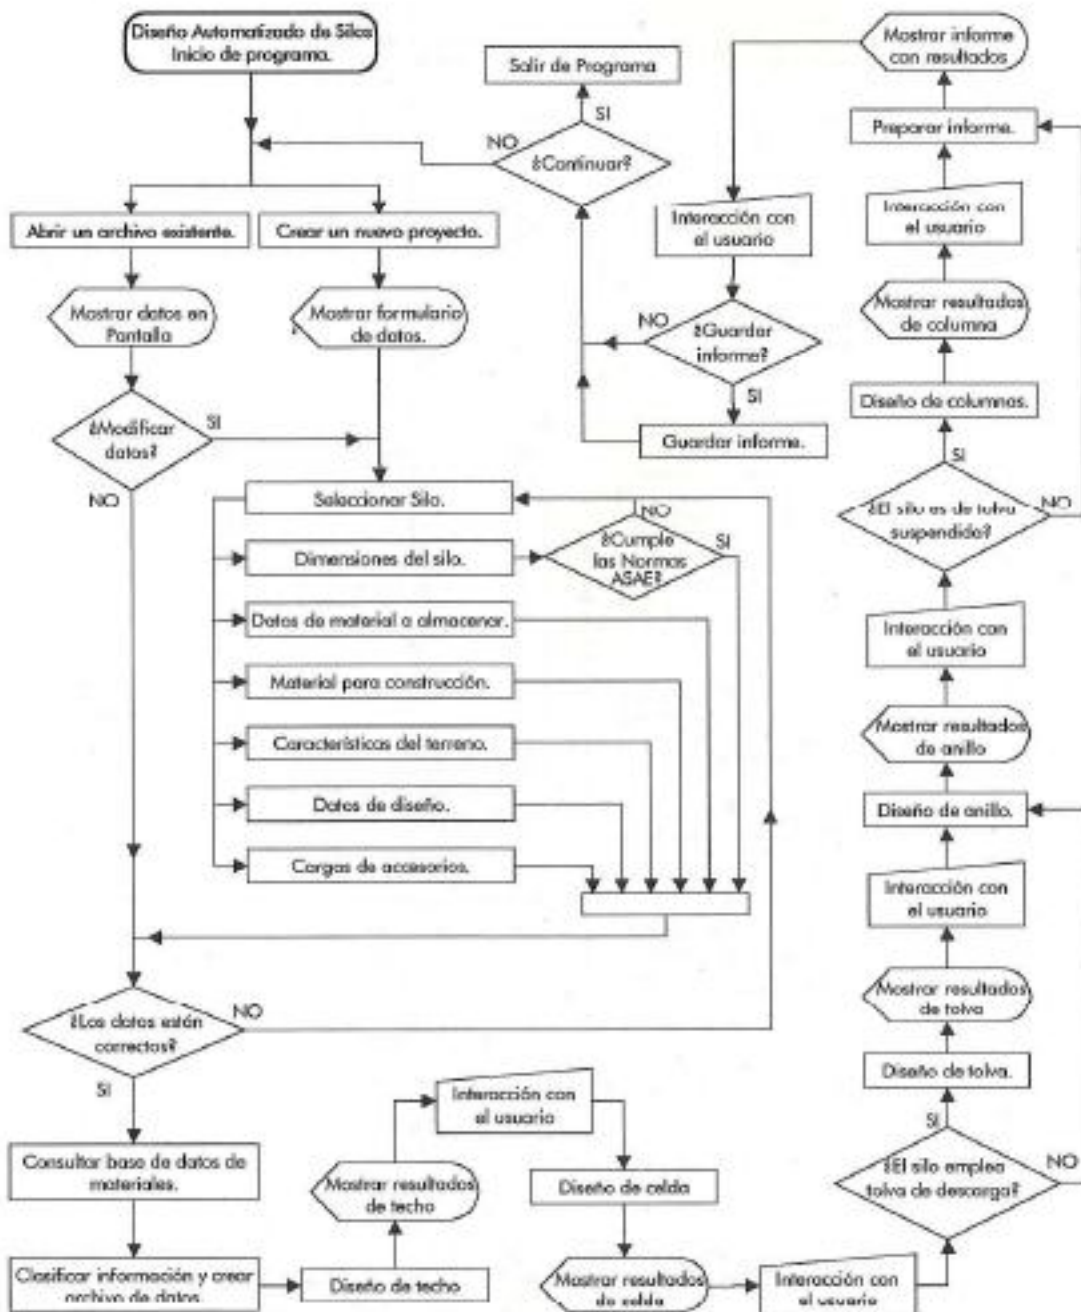 Diseño Automatizado de Silos
Inicio de programa.
Salir de Programa
SI
NO
¿Continuar?
Mostrar informe
con resultados
Preparar informe.
Interacción con
el usuario
Mostrar resultados
de columna
Diseño de columnas.
SI
¿El silo es de tolva
suspendida?
NO
Interacción con
el usuario
Mostrar resultados
de anillo
Diseño de anillo.
Interacción con
el usuario
Mostrar resultados
de tolva
Diseño de tolva.
SI
¿El silo emplea
tolva de descarga?
NO
Interacción con
el usuario
NO
¿Guardar
informe?
SI
Guardar informe.
Abrir un archivo existente.
Crear un nuevo proyecto.
Mostrar datos en
Pantalla
Mostrar formulario
de datos.
¿Modificar
datos?
SI
NO
Seleccionar Silo.
Dimensiones del silo.
NO
¿Cumple
las Normas
ASAE?
SI
Datos de material a almacenar.
Material para construcción.
Características del terreno.
Datos de diseño.
Cargas de accesorios.
¿Los datos están
correctos?
NO
SI
Consultar base de datos de
materiales.
Clasificar información y crear
archivo de datos.
Diseño de techo
Mostrar resultados
de techo
Interacción con
el usuario
Diseño de celda
Mostrar resultados
de celda
Interacción con
el usuario